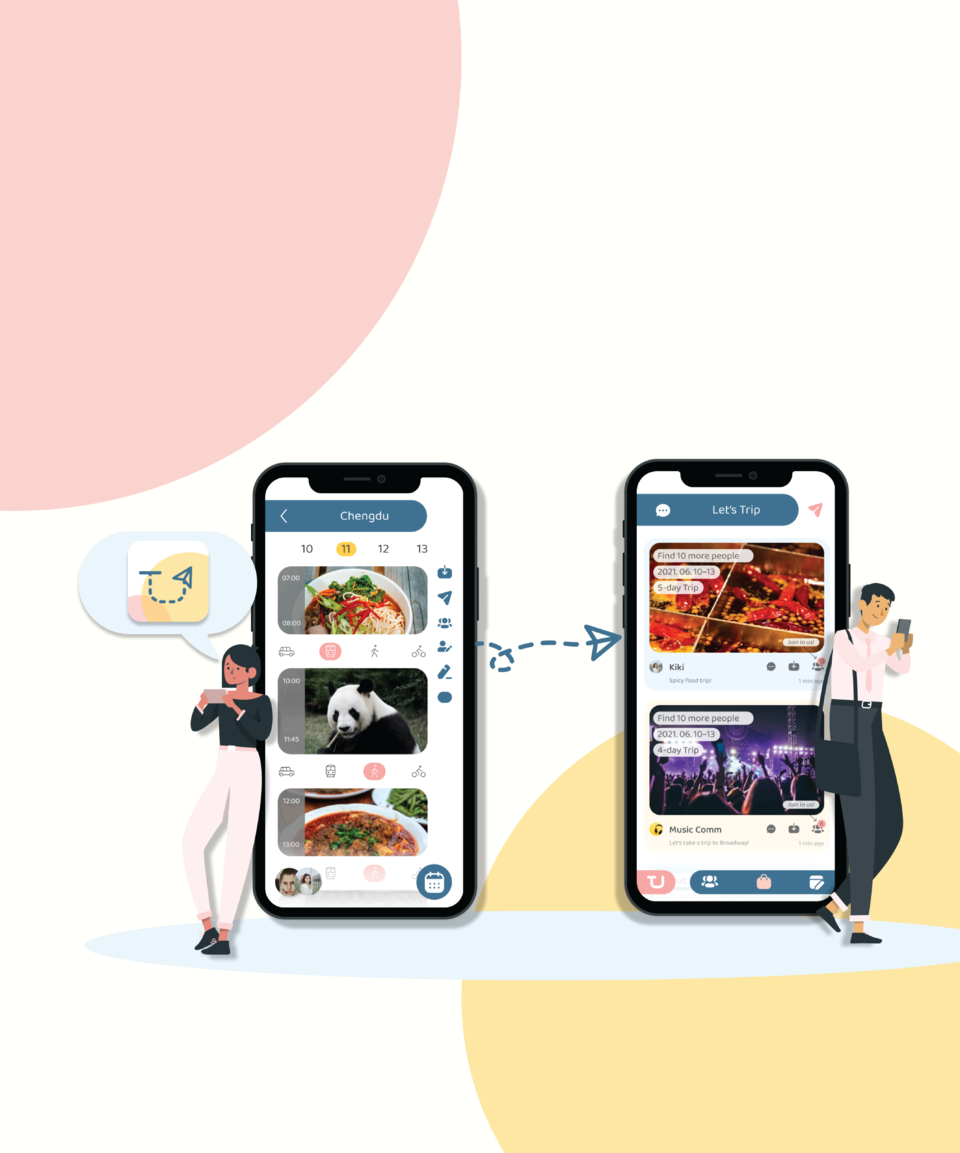 Chengdu
10 11 12 13
07:00
08:00
10:00
11:45
12:00
13:00
Let's Trip
Find 10 more people
2021. 06. 10–13
5-day Trip
Join in us!
Kiki
Spicy food trip!
1 min ago
Find 10 more people
2021. 06. 10–13
4-day Trip
Join in us!
Music Comm
Let's take a trip to Broadway!
1 min ago
TU